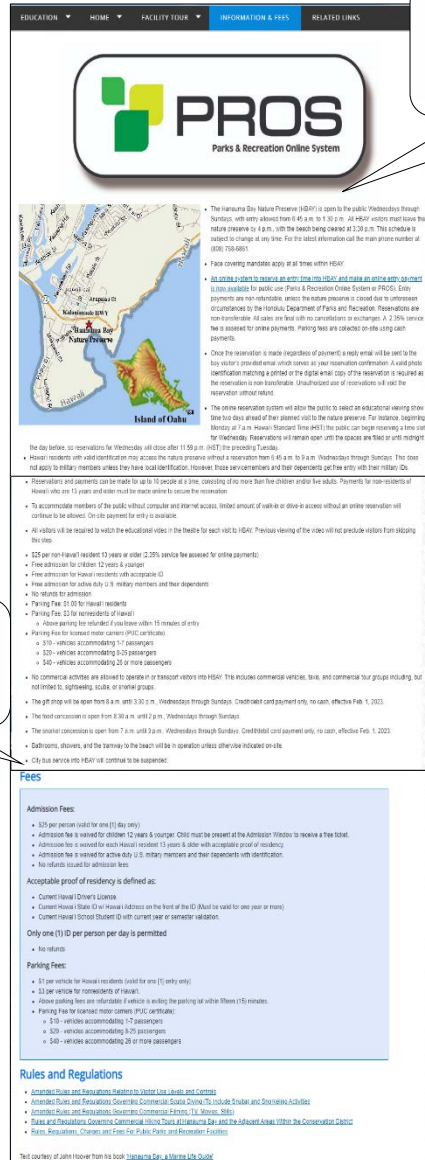 EDUCATION ▼ HOME ▼ FACILITY TOUR ▼ INFORMATION & FEES RELATED LINKS
PROS
Parks & Recreation Online System
Kalanianaole HWY
Hanauma Bay
Nature Preserve
Hawaii
Island of Oahu
• The Hanauma Bay Nature Preserve (HBAY) is open to the public Wednesdays through
Sundays, with entry allowed from 6:45 a.m. to 1:30 p.m. All HBAY visitors must leave the
nature preserve by 4 p.m., with the beach being cleared at 3:30 p.m. This schedule is
subject to change at any time. For the latest information call the main phone number at
(808) 768-6861.
• Face covering mandates apply at all times within HBAY.
• An online system to reserve an entry time into HBAY and make an online entry payment
is now available for public use (Parks & Recreation Online System or PROS). Entry
payments are non-refundable, unless the nature preserve is closed due to unforeseen
circumstances by the Honolulu Department of Parks and Recreation. Reservations are
non-transferable. All sales are final with no cancellations or exchanges. A 2.35% service
fee is assessed for online payments. Parking fees are collected on-site using cash
payments.
• Once the reservation is made (regardless of payment) a reply email will be sent to the
bay visitor's provided email which serves as your reservation confirmation. A valid photo
identification matching a printed or the digital email copy of the reservation is required as
the reservation is non-transferable. Unauthorized use of reservations will void the
reservation without refund.
• The online reservation system will allow the public to select an educational viewing show
time two days ahead of their planned visit to the nature preserve. For instance, beginning
Monday at 7 a.m. Hawaii Standard Time (HST) the public can begin reserving a time slot
for Wednesday. Reservations will remain open until the spaces are filled or until midnight
the day before, so reservations for Wednesday will close after 11:59 p.m. (HST) the preceding Tuesday.
• Hawaii residents with valid identification may access the nature preserve without a reservation from 6:45 a.m. to 9 a.m. Wednesdays through Sundays. This does
not apply to military members unless they have local identification. However, those servicemembers and their dependents get free entry with their military IDs.
• Reservations and payments can be made for up to 10 people at a time, consisting of no more than five children and/or five adults. Payments for non-residents of
Hawaii who are 13 years and older must be made online to secure the reservation.
• To accommodate members of the public without computer and internet access, limited amount of walk-in or drive-in access without an online reservation will
continue to be allowed. On-site payment for entry is available.
• All visitors will be required to watch the educational video in the theatre for each visit to HBAY. Previous viewing of the video will not preclude visitors from skipping
this step.
• $25 per non-Hawai'i resident 13 years or older (2.35% service fee assessed for online payments)
• Free admission for children 12 years & younger
• Free admission for Hawaii residents with acceptable ID
• Free admission for active duty U.S. military members and their dependents
• No refunds for admission
• Parking Fee: $1.00 for Hawai'i residents
• Parking Fee: $3 for nonresidents of Hawai'i
o Above parking fee refunded if you leave within 15 minutes of entry
• Parking Fee for licensed motor carriers (PUC certificate)
o $10 - vehicles accommodating 1-7 passengers
o $20 - vehicles accommodating 8-25 passengers
o $40 - vehicles accommodating 26 or more passengers
• No commercial activities are allowed to operate in or transport visitors into HBAY. This includes commercial vehicles, taxis, and commercial tour groups including, but
not limited to, sightseeing, scuba, or snorkel groups.
• The gift shop will be open from 8 a.m. until 3:30 p.m., Wednesdays through Sundays. Credit/debit card payment only, no cash, effective Feb. 1, 2023.
• The food concession is open from 8:30 a.m. until 2 p.m., Wednesdays through Sundays.
• The snorkel concession is open from 7 a.m. until 3 p.m., Wednesdays through Sundays. Credit/debit card payment only, no cash, effective Feb. 1, 2023.
• Bathrooms, showers, and the tramway to the beach will be in operation unless otherwise indicated on-site.
• City bus service into HBAY will continue to be suspended.
Fees
Admission Fees:
• $25 per person (valid for one [1] day only)
• Admission fee is waived for children 12 years & younger. Child must be present at the Admission Window to receive a free ticket.
• Admission fee is waived for each Hawai'i resident 13 years & older with acceptable proof of residency.
• Admission fee is waived for active duty U.S. military members and their dependents with identification.
• No refunds issued for admission fees
Acceptable proof of residency is defined as:
• Current Hawai'i Driver's License
• Current Hawai'i State ID w/ Hawai'i Address on the front of the ID (Must be valid for one year or more)
• Current Hawai'i School Student ID with current year or semester validation.
Only one (1) ID per person per day is permitted
• No refunds
Parking Fees:
• $1 per vehicle for Hawai'i residents (valid for one [1] entry only)
• $3 per vehicle for nonresidents of Hawai'i.
• Above parking fees are refundable if vehicle is exiting the parking lot within fifteen (15) minutes.
• Parking Fee for licensed motor carriers (PUC certificate):
o $10 - vehicles accommodating 1-7 passengers
o $20 - vehicles accommodating 8-25 passengers
o $40 - vehicles accommodating 26 or more passengers
Rules and Regulations
• Amended Rules and Regulations Relating to Visitor Use Levels and Controls
• Amended Rules and Regulations Governing Commercial Scuba Diving (To Include Snuba) and Snorkeling Activities
• Amended Rules and Regulations Governing Commercial Filming (T.V. Movies, Stills)
• Rules and Regulations Governing Commercial Hiking Tours at Hanauma Bay and the Adjacent Areas Within the Conservation District
• Rules, Regulations, Charges and Fees For Public Parks and Recreation Facilities
Text courtesy of John Hoover from his book 'Hanauma Bay, a Marine Life Guide'